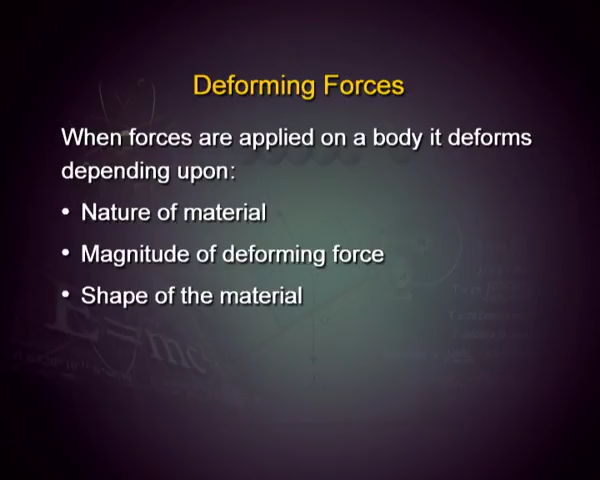 Deforming Forces
When forces are applied on a body it deforms
depending upon:
• Nature of material
• Magnitude of deforming force
• Shape of the material
E=mc²